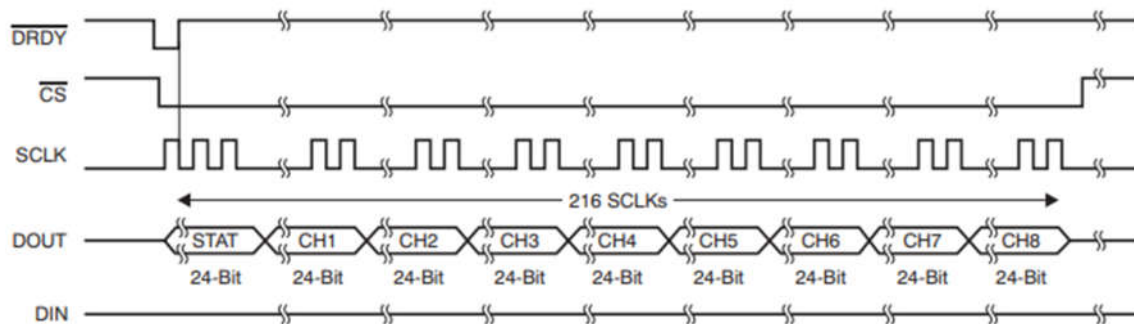 DRDY
CS
SCLK
216 SCLKs
DOUT STAT CH1 CH2 CH3 CH4 CH5 CH6 CH7 CH8
24-Bit 24-Bit 24-Bit 24-Bit 24-Bit 24-Bit 24-Bit 24-Bit 24-Bit
DIN